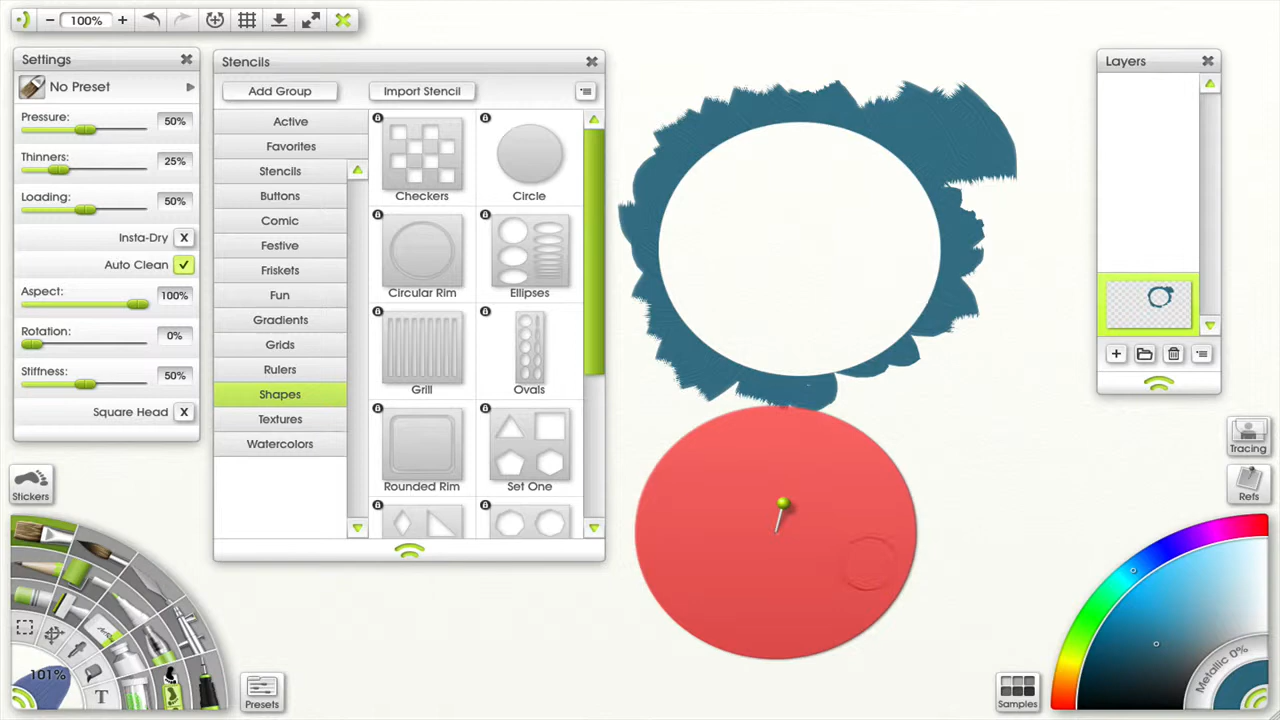 100%
Settings
No Preset
Pressure:
50%
Thinners:
25%
Loading:
50%
Insta-Dry X
Auto Clean
Aspect:
100%
Rotation:
0%
Stiffness:
50%
Square Head X
Stickers
101%
T
Presets
Stencils
Add Group
Import Stencil
Active
Favorites
Stencils
Buttons
Comic
Festive
Friskets
Fun
Gradients
Grids
Rulers
Shapes
Textures
Watercolors
Checkers
Circle
Circular Rim
Ellipses
Grill
Ovals
Rounded Rim
Set One
Layers
Tracing
Refs
Samples
Metallic 0%